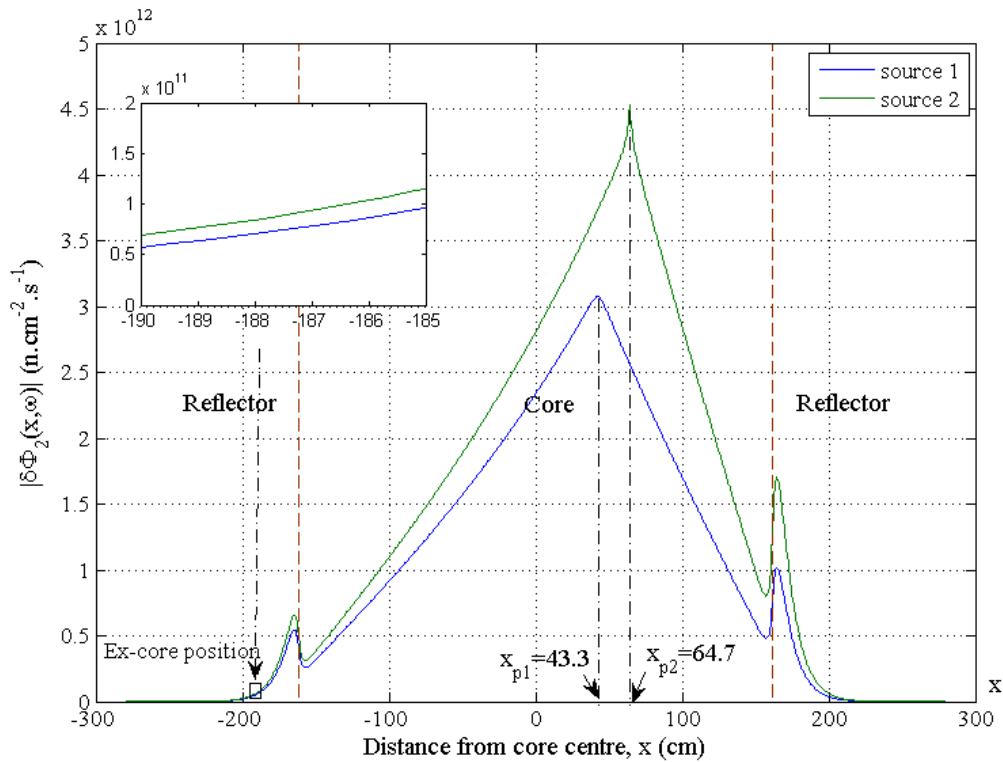 x 10^12
5
4.5
4
3.5
3
2.5
2
1.5
1
0.5
0
|δΦ_2(x,ω)| (n.cm^-2.s^-1)
source 1
source 2
x 10^11
2
1.5
1
0.5
0
-190 -189 -188 -187 -186 -185
Reflector
Core
Reflector
Ex-core position
x_p1=43.3
x_p2=64.7
x
-300 -200 -100 0 100 200 300
Distance from core centre, x (cm)